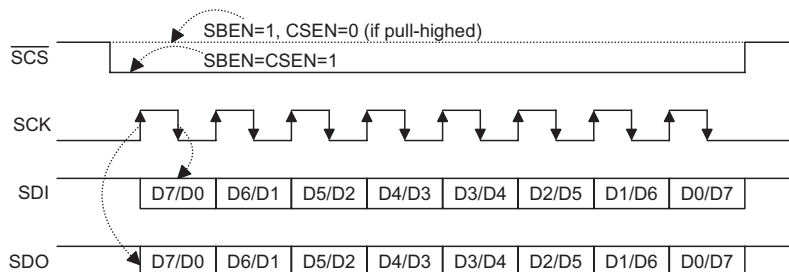 SBEN=1, CSEN=0 (if pull-highed)
SCS
SBEN=CSEN=1
SCK
SDI D7/D0 D6/D1 D5/D2 D4/D3 D3/D4 D2/D5 D1/D6 D0/D7
SDO D7/D0 D6/D1 D5/D2 D4/D3 D3/D4 D2/D5 D1/D6 D0/D7